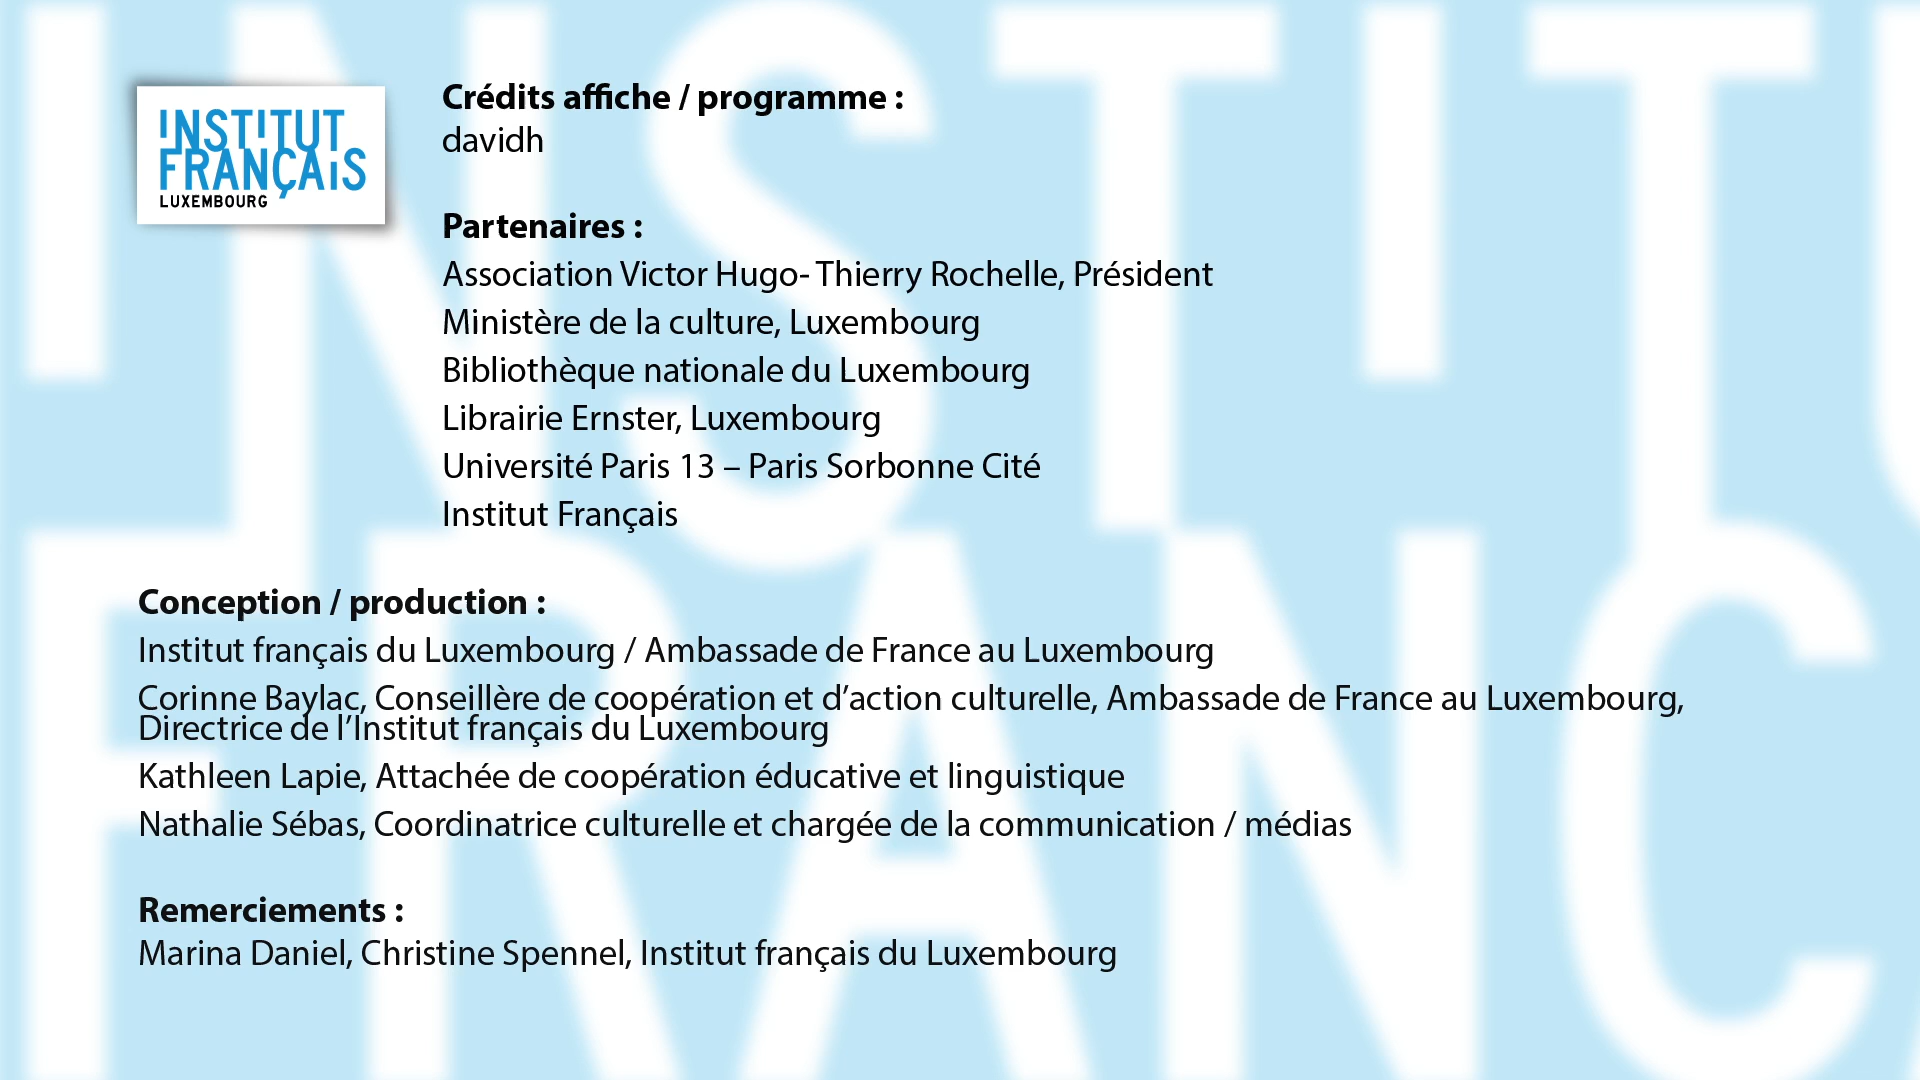 INSTITUT
FRANÇAIS
LUXEMBOURG
Crédits affiche / programme :
davidh
Partenaires :
Association Victor Hugo- Thierry Rochelle, Président
Ministère de la culture, Luxembourg
Bibliothèque nationale du Luxembourg
Librairie Ernster, Luxembourg
Université Paris 13 – Paris Sorbonne Cité
Institut Français
Conception / production :
Institut français du Luxembourg / Ambassade de France au Luxembourg
Corinne Baylac, Conseillère de coopération et d’action culturelle, Ambassade de France au Luxembourg,
Directrice de l’Institut français du Luxembourg
Kathleen Lapie, Attachée de coopération éducative et linguistique
Nathalie Sébas, Coordinatrice culturelle et chargée de la communication / médias
Remerciements :
Marina Daniel, Christine Spennel, Institut français du Luxembourg
INSTITU
FRANC